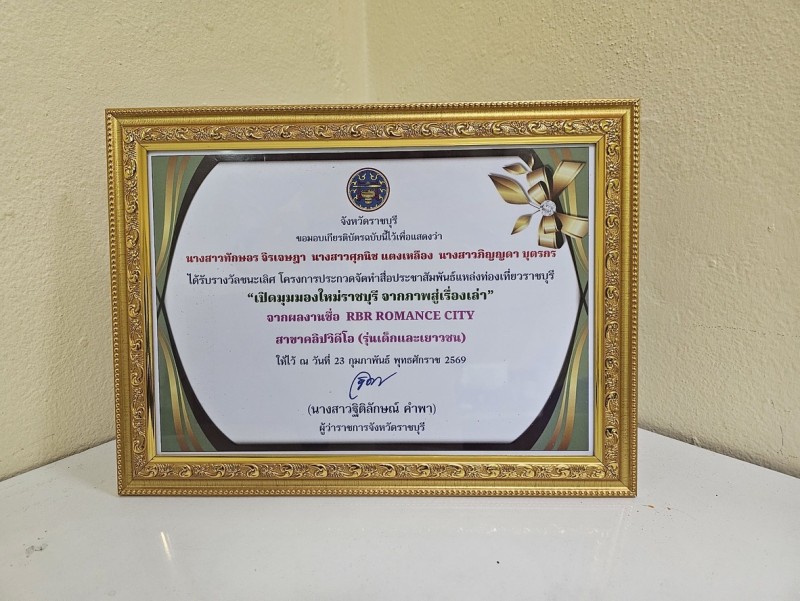 จังหวัดราชบุรี
ขอมอบเกียรติบัตรฉบับนี้ไว้เพื่อแสดงว่า
นางสาวทักษอร จิรเจษฎา นางสาวศุภนิช แตงเหลือง นางสาวภิญญดา บุตรกร
ได้รับรางวัลชนะเลิศ โครงการประกวดจัดทำสื่อประชาสัมพันธ์แหล่งท่องเที่ยวราชบุรี
“เปิดมุมมองใหม่ราชบุรี จากภาพสู่เรื่องเล่า”
จากผลงานชื่อ RBR ROMANCE CITY
สาขาคลิปวิดีโอ (รุ่นเด็กและเยาวชน)
ให้ไว้ ณ วันที่ 23 กุมภาพันธ์ พุทธศักราช 2569
(นางสาวฐิติลักษณ์ คำพา)
ผู้ว่าราชการจังหวัดราชบุรี